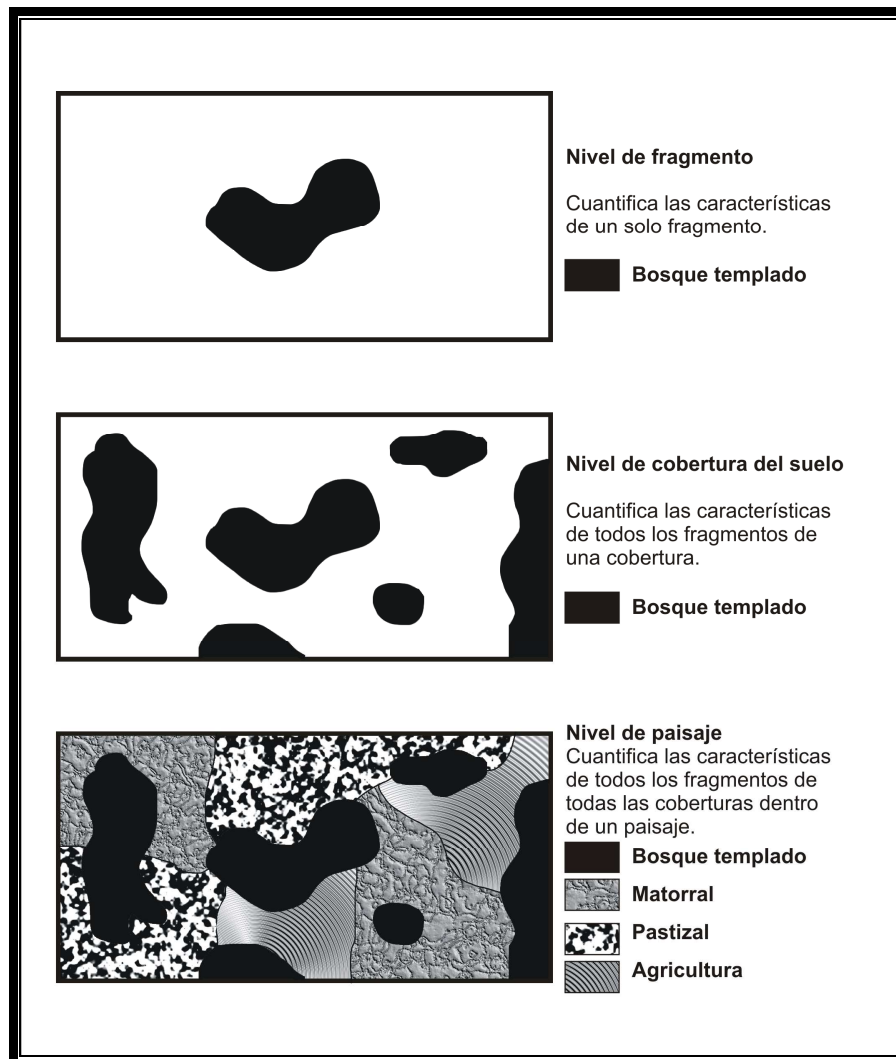 Nivel de fragmento
Cuantifica las características
de un solo fragmento.
Bosque templado
Nivel de cobertura del suelo
Cuantifica las características
de todos los fragmentos de
una cobertura.
Bosque templado
Nivel de paisaje
Cuantifica las características
de todos los fragmentos de
todas las coberturas dentro
de un paisaje.
Bosque templado
Matorral
Pastizal
Agricultura